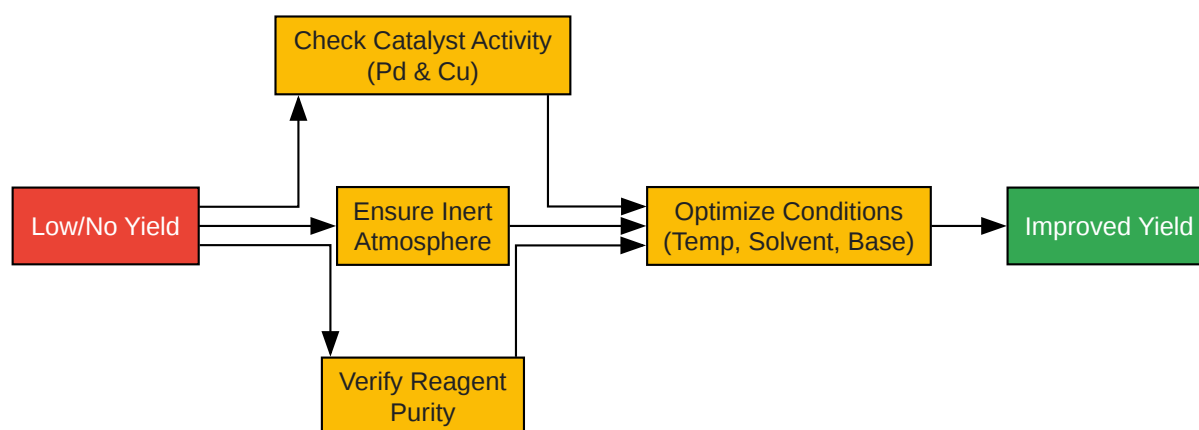 Check Catalyst Activity
(Pd & Cu)
Low/No Yield
Ensure Inert
Atmosphere
Optimize Conditions
(Temp, Solvent, Base)
Improved Yield
Verify Reagent
Purity